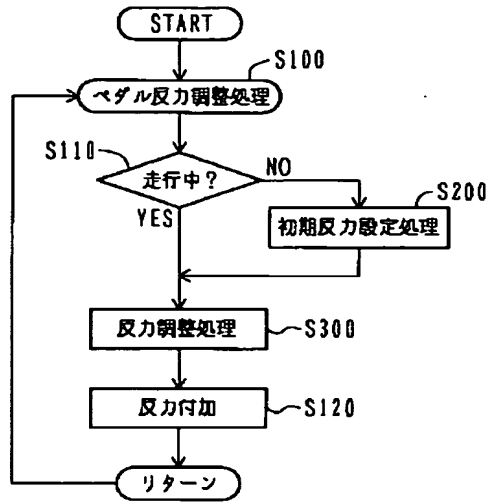 START
S100
ペダル反力調整処理
S110
走行中?
NO
YES
S200
初期反力設定処理
反力調整処理
S300
反力付加
S120
リターン